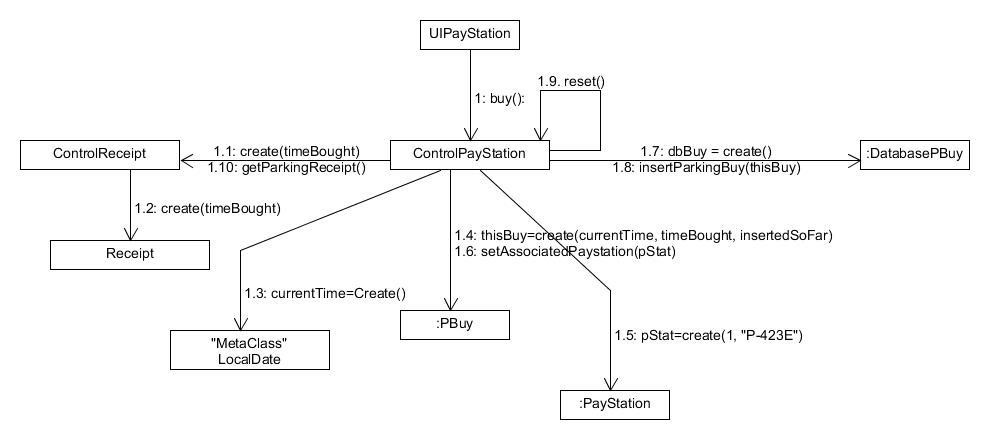 UIPayStation
1.9. reset()
1: buy():
ControlReceipt
1.1: create(timeBought)
1.10: getParkingReceipt()
ControlPayStation
1.7: dbBuy = create()
1.8: insertParkingBuy(thisBuy)
:DatabasePBuy
1.2: create(timeBought)
1.4: thisBuy=create(currentTime, timeBought, insertedSoFar)
1.6: setAssociatedPaystation(pStat)
Receipt
1.3: currentTime=Create()
:PBuy
"MetaClass"
LocalDate
1.5: pStat=create(1, "P-423E")
:PayStation